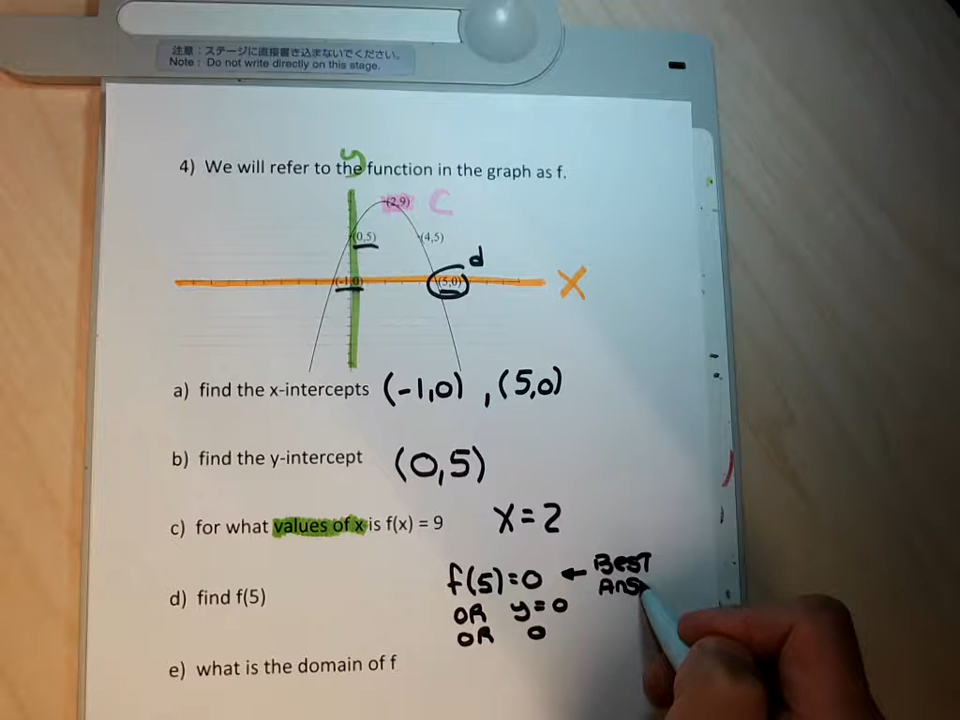 注意：ステージに直接書き込まないでください。
Note : Do not write directly on this stage.
4) We will refer to the function in the graph as f.
y
(2,9) C
(0,5) (4,5)
d
(-1,0) (5,0) X
a) find the x-intercepts (-1,0) , (5,0)
b) find the y-intercept (0,5)
c) for what values of x is f(x) = 9 X=2
d) find f(5) f(5)=0 ← BEST
ANS
OR y=0
OR 0
e) what is the domain of f